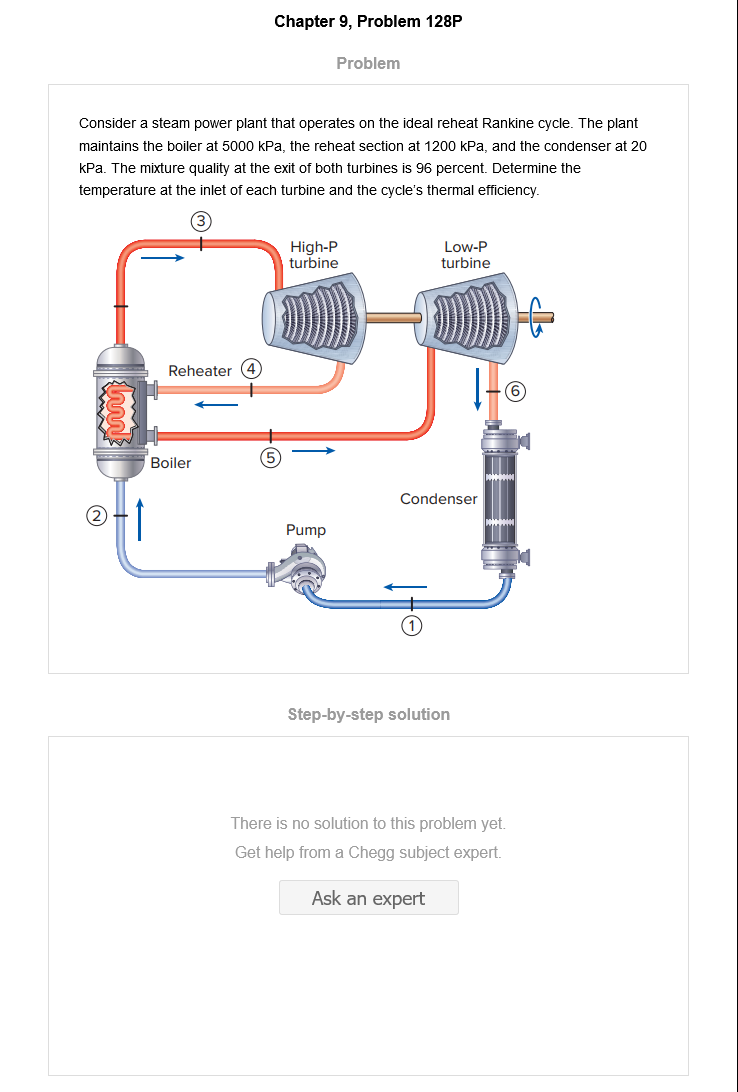 Chapter 9, Problem 128P
Problem
Consider a steam power plant that operates on the ideal reheat Rankine cycle. The plant
maintains the boiler at 5000 kPa, the reheat section at 1200 kPa, and the condenser at 20
kPa. The mixture quality at the exit of both turbines is 96 percent. Determine the
temperature at the inlet of each turbine and the cycle's thermal efficiency.
3
High-P
turbine
Low-P
turbine
Reheater
4
6
5
Boiler
Condenser
2
Pump
1
Step-by-step solution
There is no solution to this problem yet.
Get help from a Chegg subject expert.
Ask an expert